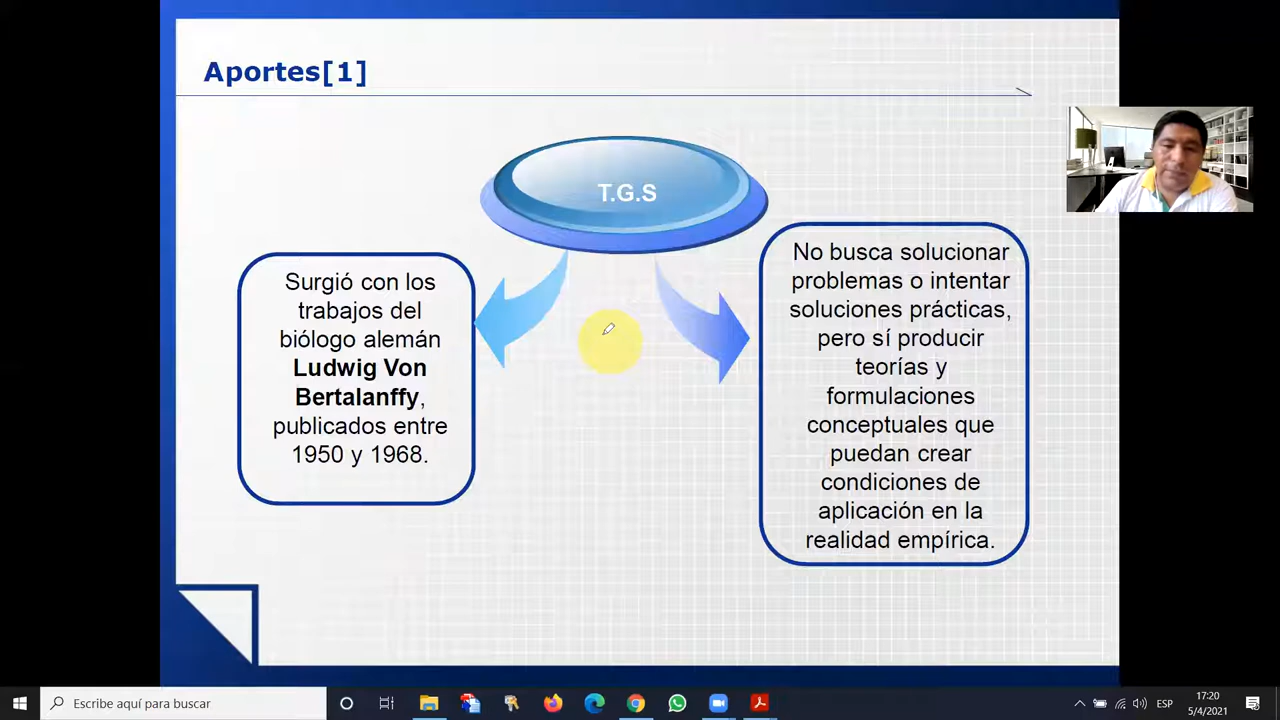 Aportes[1]
T.G.S
Surgió con los
trabajos del
biólogo alemán
Ludwig Von
Bertalanffy,
publicados entre
1950 y 1968.
No busca solucionar
problemas o intentar
soluciones prácticas,
pero sí producir
teorías y
formulaciones
conceptuales que
puedan crear
condiciones de
aplicación en la
realidad empírica.
Escribe aquí para buscar
ESP
17:20
5/4/2021